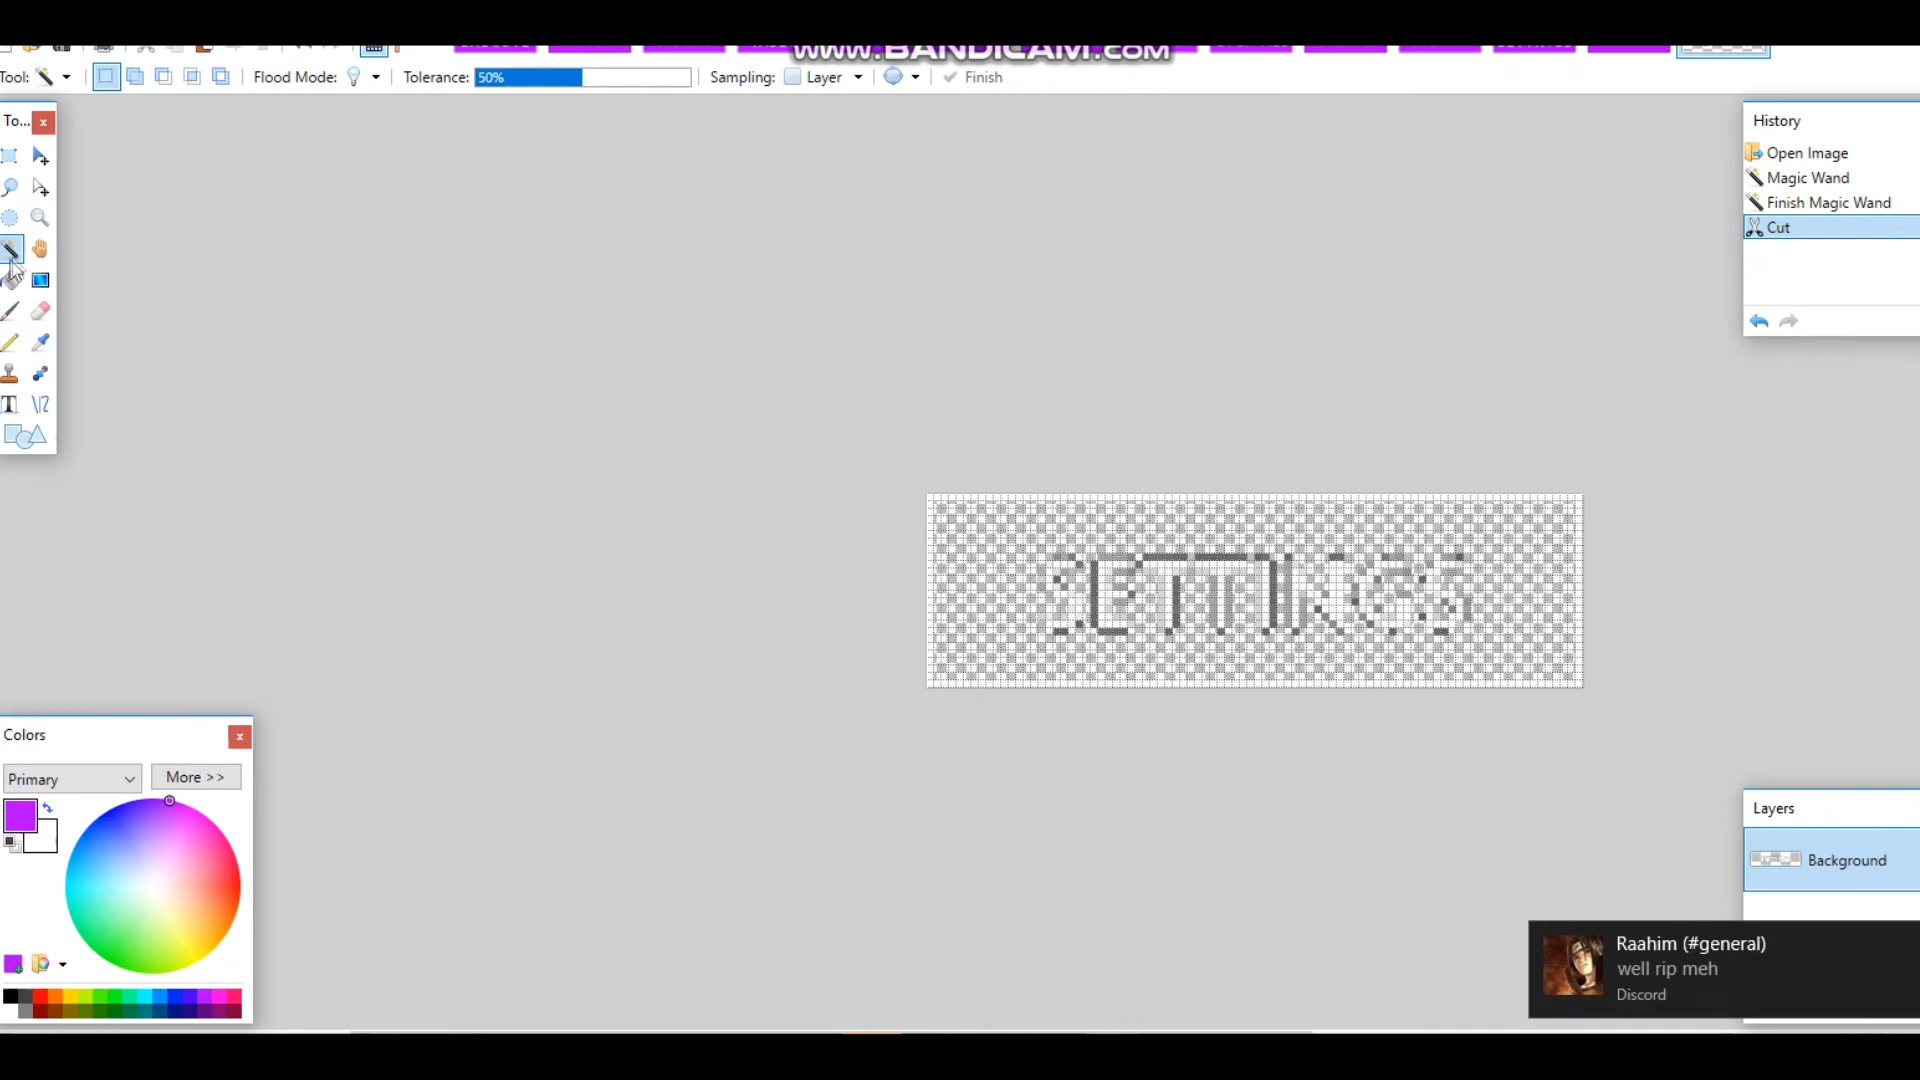 www.BANDICAM.com
Tool:
Flood Mode:
Tolerance:
50%
Sampling:
Layer
Finish
To...
History
Open Image
Magic Wand
Finish Magic Wand
Cut
SETTINGS
Colors
Primary
More >>
Layers
Background
Raahim (#general)
well rip meh
Discord